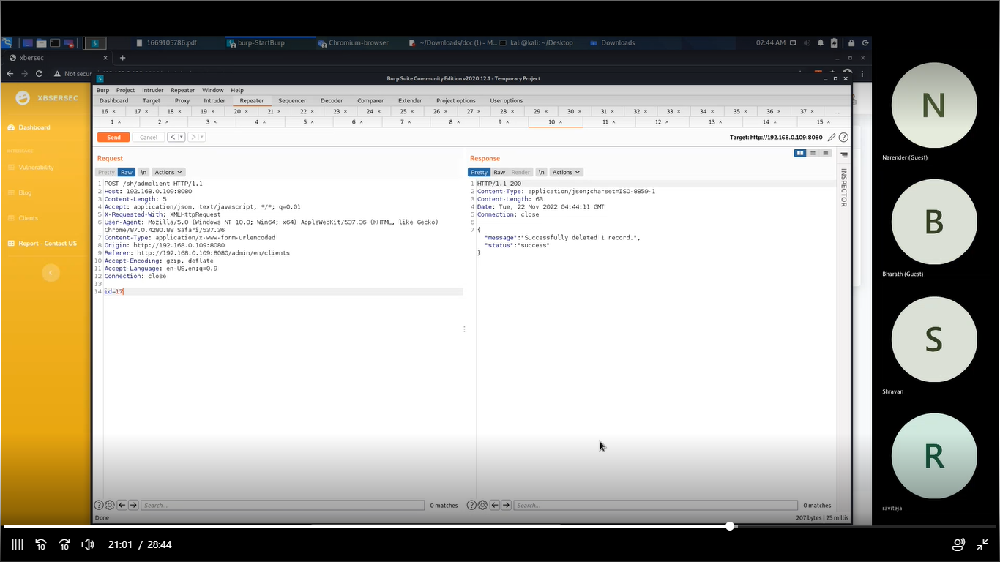 1669105786.pdf
burp-StartBurp
Chromium-browser
~/Downloads/doc (1) - M...
kali@kali: ~/Desktop
Downloads
02:44 AM
xbersec
Not secu
Burp Suite Community Edition v2020.12.1 - Temporary Project
Burp Project Intruder Repeater Window Help
Dashboard Target Proxy Intruder Repeater Sequencer Decoder Comparer Extender Project options User options
16 × 17 × 18 × 19 × 20 × 21 × 22 × 23 × 24 × 25 × 26 × 27 × 28 × 29 × 30 × 31 × 32 × 33 × 34 × 35 × 36 × 37 × ...
1 × 2 × 3 × 4 × 5 × 6 × 7 × 8 × 9 × 10 × 11 × 12 × 13 × 14 × 15 ×
Send Cancel < > Target: http://192.168.0.109:8080
XBSERSEC
Dashboard
INTERFACE
Vulnerability
Blog
Clients
Report - Contact US
Request
Pretty Raw \n Actions
1 POST /sh/admclient HTTP/1.1
2 Host: 192.168.0.109:8080
3 Content-Length: 5
4 Accept: application/json, text/javascript, */*; q=0.01
5 X-Requested-With: XMLHttpRequest
6 User-Agent: Mozilla/5.0 (Windows NT 10.0; Win64; x64) AppleWebKit/537.36 (KHTML, like Gecko)
Chrome/87.0.4280.88 Safari/537.36
7 Content-Type: application/x-www-form-urlencoded
8 Origin: http://192.168.0.109:8080
9 Referer: http://192.168.0.109:8080/admin/en/clients
10 Accept-Encoding: gzip, deflate
11 Accept-Language: en-US,en;q=0.9
12 Connection: close
13
14 id=17
Response
Pretty Raw Render \n Actions
1 HTTP/1.1 200
2 Content-Type: application/json;charset=ISO-8859-1
3 Content-Length: 63
4 Date: Tue, 22 Nov 2022 04:44:11 GMT
5 Connection: close
6
7 {
"message":"Successfully deleted 1 record.",
"status":"success"
}
INSPECTOR
Search... 0 matches
Search... 0 matches
Done
207 bytes | 25 millis
N
Narender (Guest)
B
Bharath (Guest)
S
Shravan
R
raviteja
10 10 21:01 / 28:44